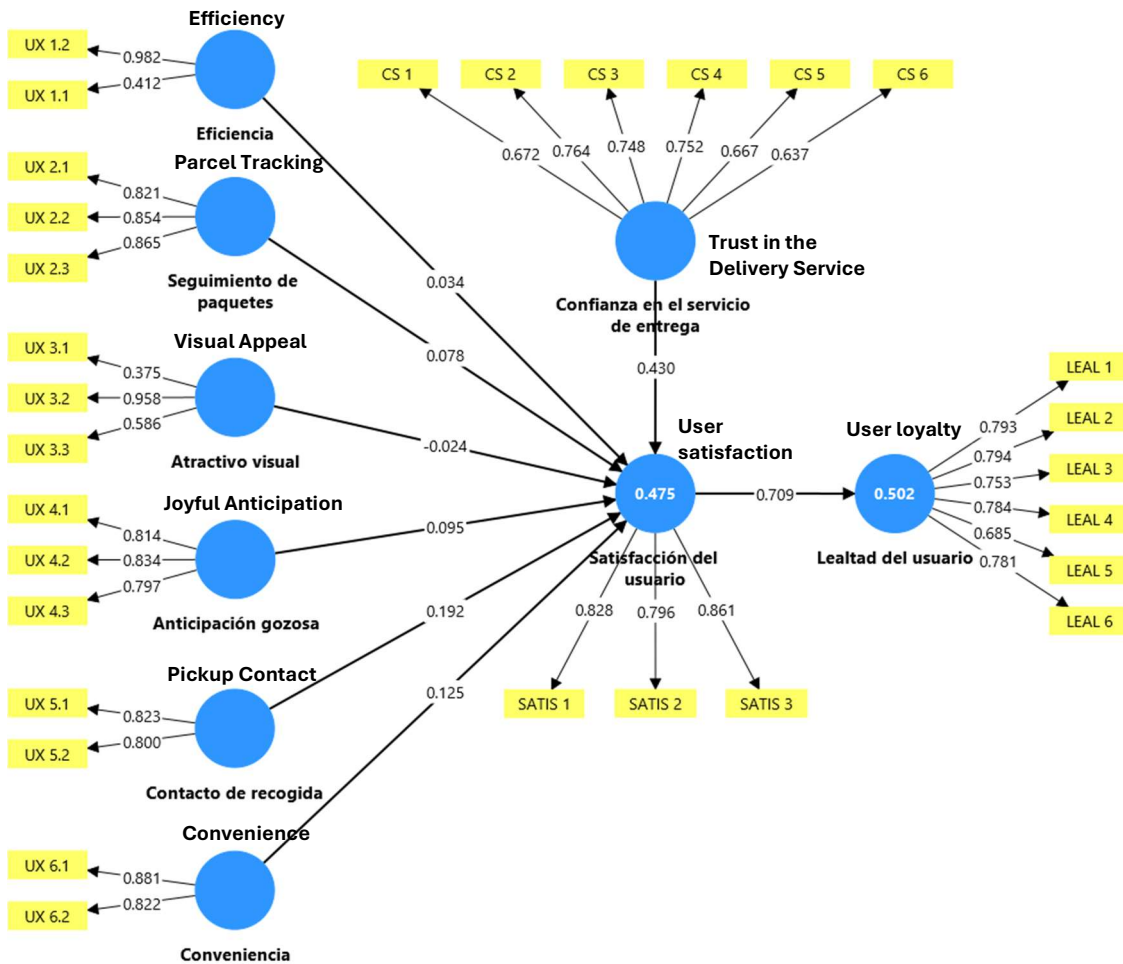 Efficiency
UX 1.2
0.982
0.412
UX 1.1
Eficiencia
Parcel Tracking
UX 2.1
0.821
UX 2.2
0.854
0.865
UX 2.3
Seguimiento de
paquetes
Visual Appeal
UX 3.1
0.375
UX 3.2
0.958
0.586
UX 3.3
Atractivo visual
Joyful Anticipation
UX 4.1
0.814
UX 4.2
0.834
0.797
UX 4.3
Anticipación gozosa
Pickup Contact
UX 5.1
0.823
0.800
UX 5.2
Contacto de recogida
Convenience
UX 6.1
0.881
0.822
UX 6.2
Conveniencia
0.034
0.078
-0.024
0.095
0.192
0.125
CS 1
CS 2
CS 3
CS 4
CS 5
CS 6
0.672
0.764
0.748
0.752
0.667
0.637
Trust in the
Delivery Service
Confianza en el servicio
de entrega
0.430
User
satisfaction
0.475
Satisfacción del
usuario
0.828
0.796
0.861
SATIS 1
SATIS 2
SATIS 3
0.709
User loyalty
0.502
Lealtad del usuario
0.793
0.794
0.753
0.784
0.685
0.781
LEAL 1
LEAL 2
LEAL 3
LEAL 4
LEAL 5
LEAL 6